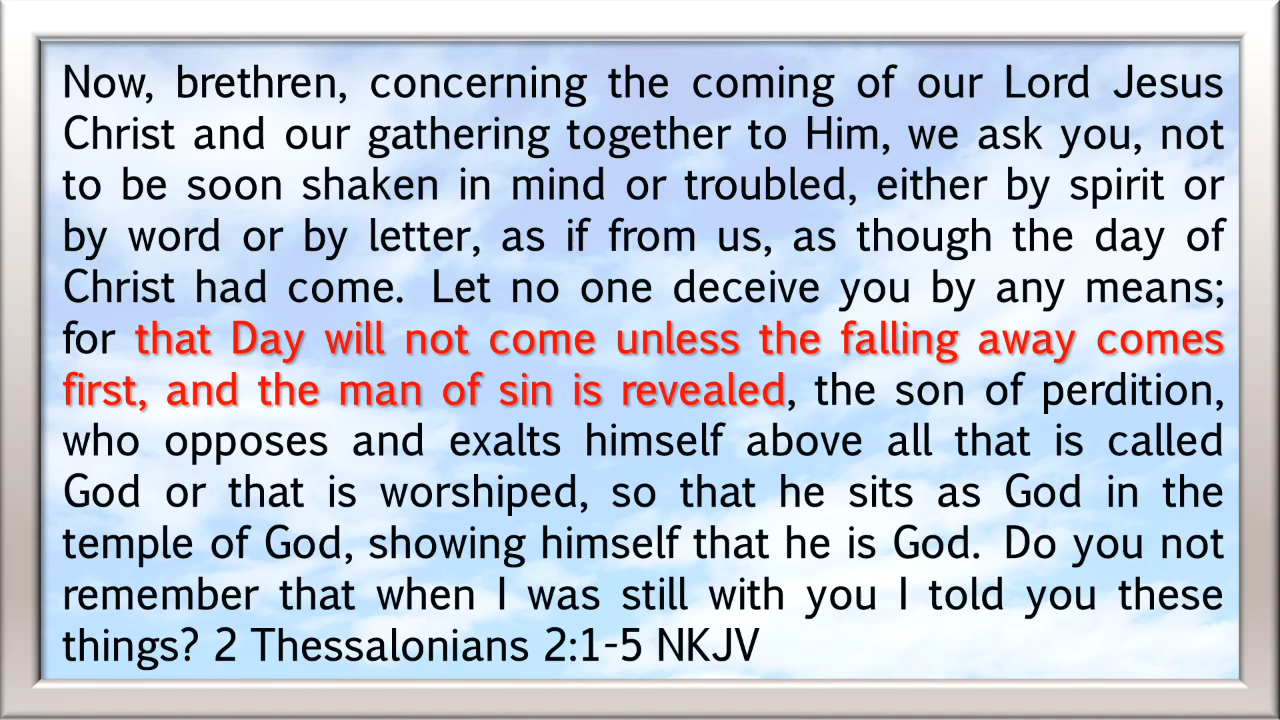 Now, brethren, concerning the coming of our Lord Jesus
Christ and our gathering together to Him, we ask you, not
to be soon shaken in mind or troubled, either by spirit or
by word or by letter, as if from us, as though the day of
Christ had come. Let no one deceive you by any means;
for that Day will not come unless the falling away comes
first, and the man of sin is revealed, the son of perdition,
who opposes and exalts himself above all that is called
God or that is worshiped, so that he sits as God in the
temple of God, showing himself that he is God. Do you not
remember that when I was still with you I told you these
things? 2 Thessalonians 2:1-5 NKJV